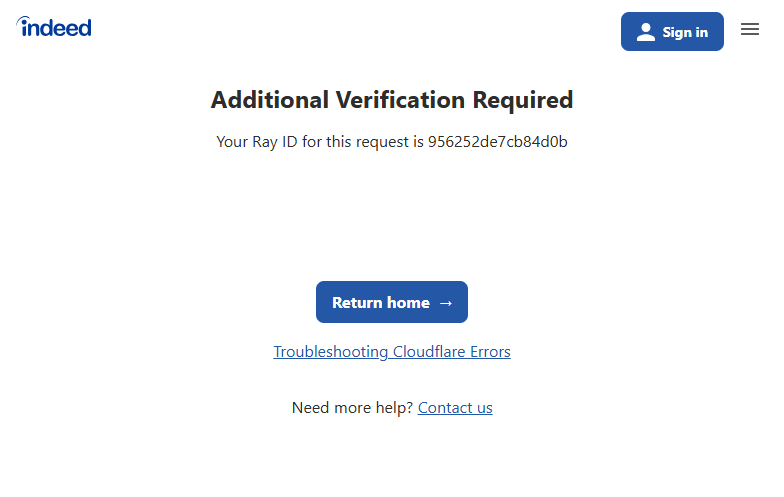 indeed
Sign in
Additional Verification Required
Your Ray ID for this request is 956252de7cb84d0b
Return home →
Troubleshooting Cloudflare Errors
Need more help? Contact us